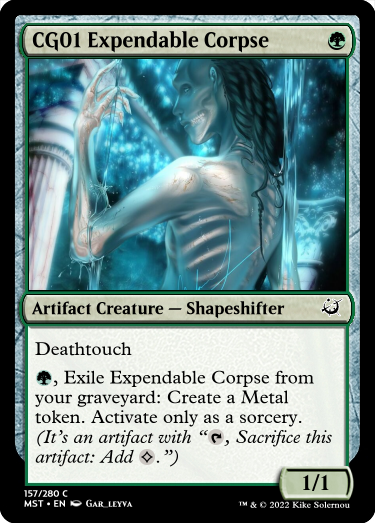 CG01 Expendable Corpse
Artifact Creature — Shapeshifter
Deathtouch
, Exile Expendable Corpse from
your graveyard: Create a Metal
token. Activate only as a sorcery.
(It's an artifact with “, Sacrifice this
artifact: Add .”)
1/1
157/280 C
MST • EN Gar_leyva
™ & © 2022 Kike Solernou